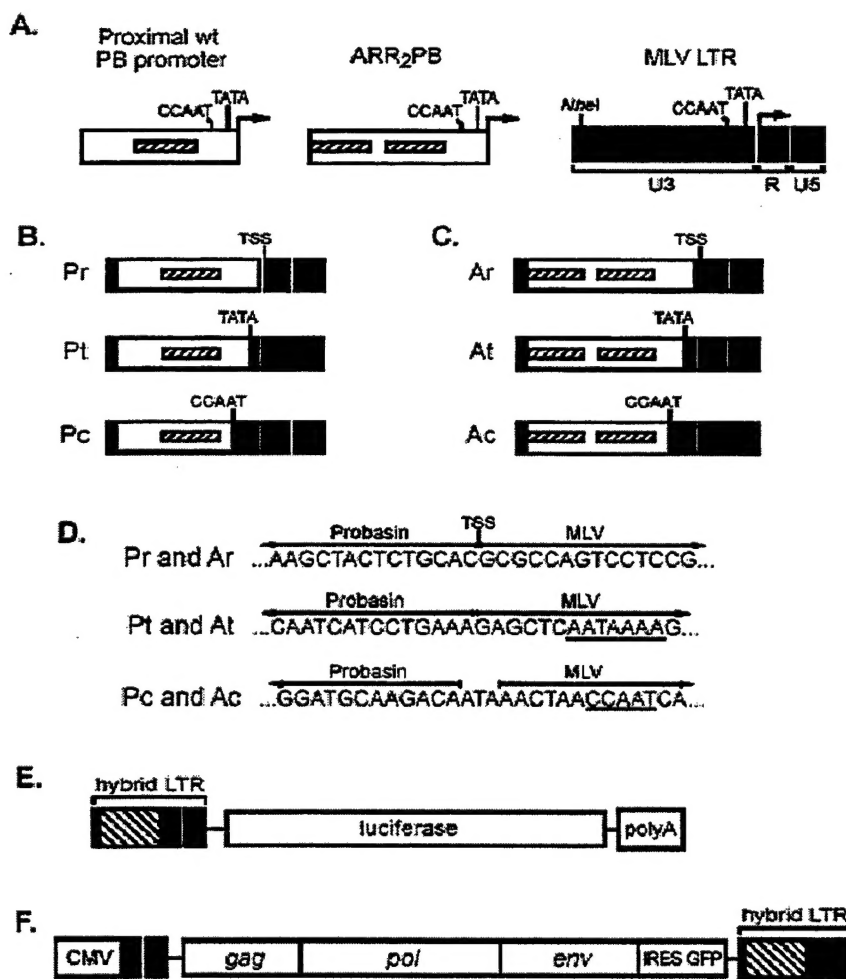 A.
Proximal wt
PB promoter
CCAAT TATA
ARR2PB
CCAAT TATA
MLV LTR
NheI
CCAAT TATA
U3 R U5
B.
TSS
Pr
TATA
Pt
CCAAT
Pc
C.
TSS
Ar
TATA
At
CCAAT
Ac
D.
Probasin TSS MLV
Pr and Ar ...AAGCTACTCTGCACGCGCCAGTCCTCCG...
Probasin MLV
Pt and At ...CAATCATCCTGAAAGAGCTCAATAAAAG...
Probasin MLV
Pc and Ac ...GGATGCAAGACAATAAACTAACCAATCA...
E.
hybrid LTR
luciferase
polyA
F.
hybrid LTR
CMV gag pol env IRES GFP